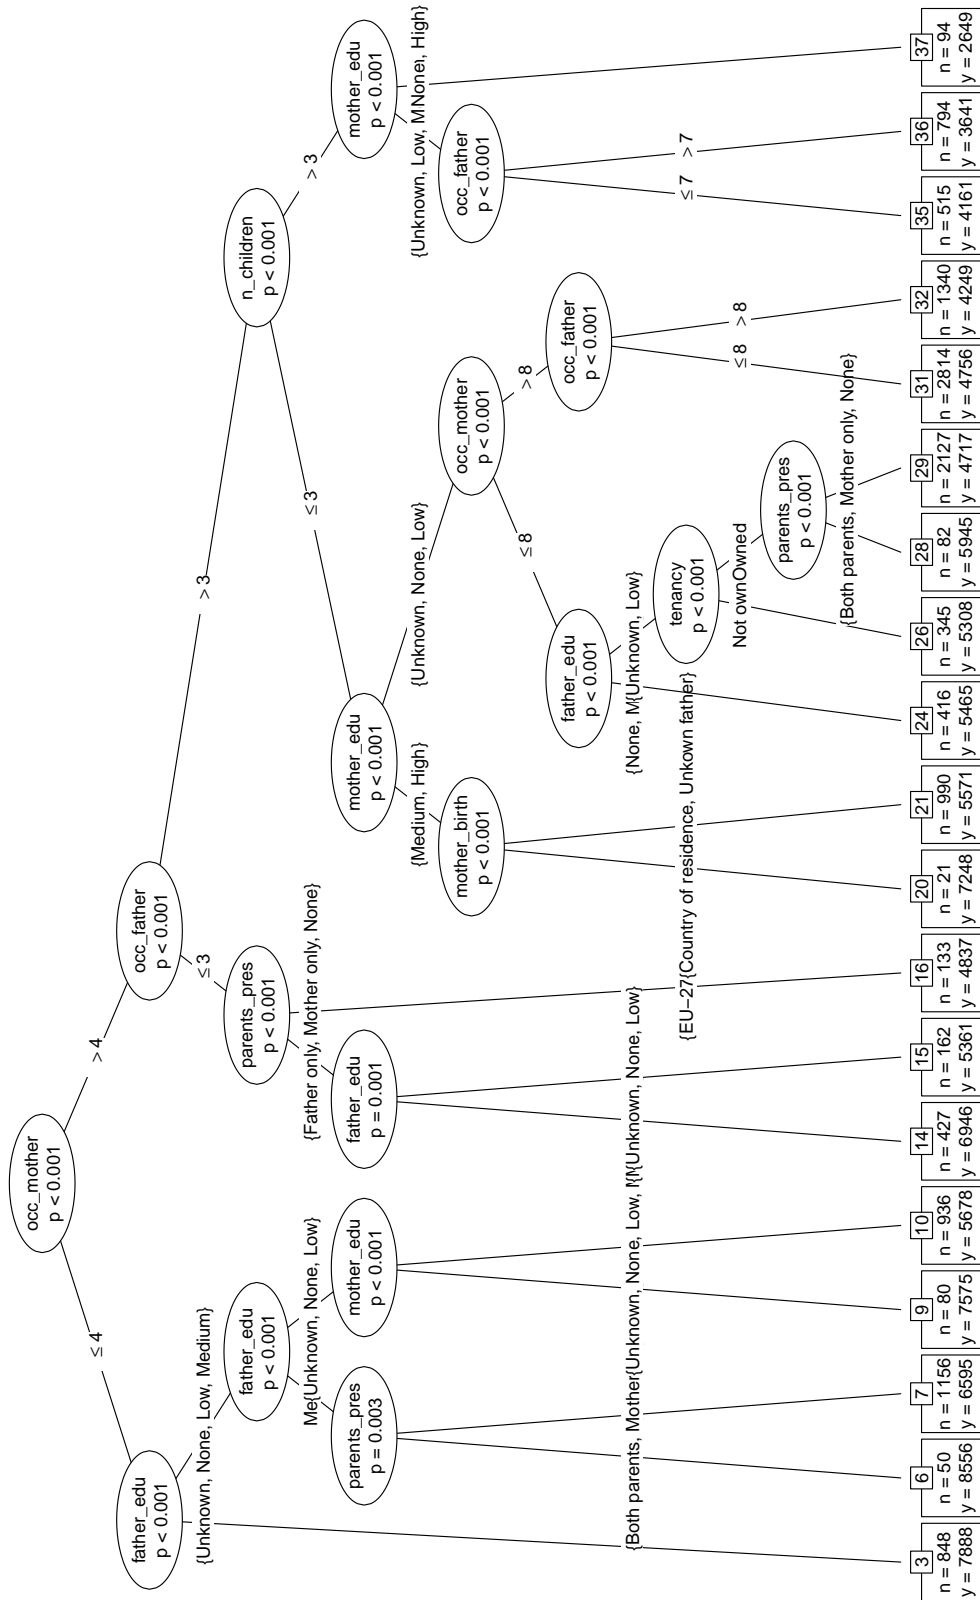 occ_mother
p < 0.001
≤ 4
> 4
father_edu
p < 0.001
occ_father
p < 0.001
{Unknown, None, Low, Medium}
≤ 3
> 3
father_edu
p < 0.001
parents_pres
p < 0.001
n_children
p < 0.001
Me{Unknown, None, Low}
{Father only, Mother only, None}
≤ 3
> 3
parents_pres
p = 0.003
mother_edu
p < 0.001
father_edu
p = 0.001
mother_edu
p < 0.001
mother_edu
p < 0.001
{Medium, High}
{Unknown, None, Low}
{Unknown, Low, MNone, High}
mother_birth
p < 0.001
occ_mother
p < 0.001
occ_father
p < 0.001
≤ 8
> 8
father_edu
p < 0.001
occ_father
p < 0.001
{Both parents, Mother{Unknown, None, Low,
{Unknown, None, Low}
{EU−27{Country of residence, Unkown father}
{None, M{Unknown, Low}
≤ 8
> 8
≤ 7
> 7
tenancy
p < 0.001
Not ownOwned
parents_pres
p < 0.001
{Both parents, Mother only, None}
3
n = 848
y = 7888
6
n = 50
y = 8556
7
n = 1156
y = 6595
9
n = 80
y = 7575
10
n = 936
y = 5678
14
n = 427
y = 6946
15
n = 162
y = 5361
16
n = 133
y = 4837
20
n = 21
y = 7248
21
n = 990
y = 5571
24
n = 416
y = 5465
26
n = 345
y = 5308
28
n = 82
y = 5945
29
n = 2127
y = 4717
31
n = 2814
y = 4756
32
n = 1340
y = 4249
35
n = 515
y = 4161
36
n = 794
y = 3641
37
n = 94
y = 2649